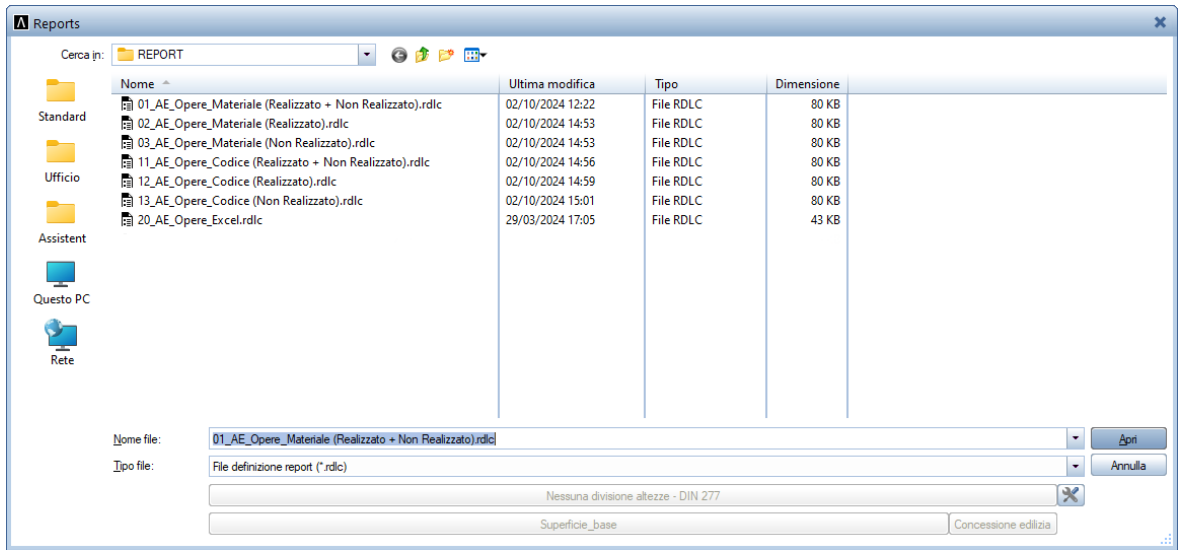 Reports
Cerca in: REPORT
Nome Ultima modifica Tipo Dimensione
01_AE_Opere_Materiale (Realizzato + Non Realizzato).rdlc 02/10/2024 12:22 File RDLC 80 KB
02_AE_Opere_Materiale (Realizzato).rdlc 02/10/2024 14:53 File RDLC 80 KB
03_AE_Opere_Materiale (Non Realizzato).rdlc 02/10/2024 14:53 File RDLC 80 KB
11_AE_Opere_Codice (Realizzato + Non Realizzato).rdlc 02/10/2024 14:56 File RDLC 80 KB
12_AE_Opere_Codice (Realizzato).rdlc 02/10/2024 14:59 File RDLC 80 KB
13_AE_Opere_Codice (Non Realizzato).rdlc 02/10/2024 15:01 File RDLC 80 KB
20_AE_Opere_Excel.rdlc 29/03/2024 17:05 File RDLC 43 KB
Standard
Ufficio
Assistent
Questo PC
Rete
Nome file: 01_AE_Opere_Materiale (Realizzato + Non Realizzato).rdlc Apri
Tipo file: File definizione report (*.rdlc) Annulla
Nessuna divisione altezze - DIN 277
Superficie_base Concessione edilizia